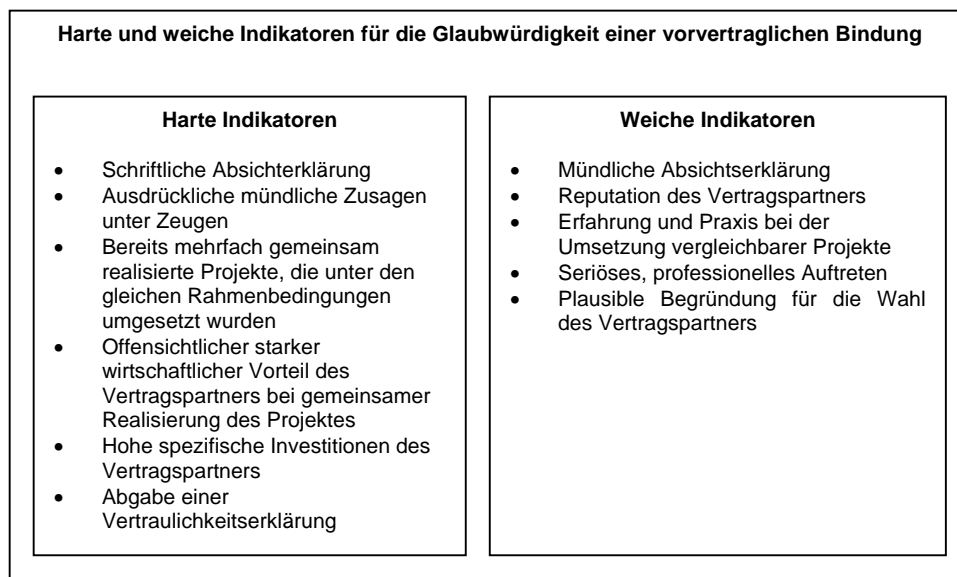 Harte und weiche Indikatoren für die Glaubwürdigkeit einer vorvertraglichen Bindung
Harte Indikatoren
• Schriftliche Absichterklärung
• Ausdrückliche mündliche Zusagen
unter Zeugen
• Bereits mehrfach gemeinsam
realisierte Projekte, die unter den
gleichen Rahmenbedingungen
umgesetzt wurden
• Offensichtlicher starker
wirtschaftlicher Vorteil des
Vertragspartners bei gemeinsamer
Realisierung des Projektes
• Hohe spezifische Investitionen des
Vertragspartners
• Abgabe einer
Vertraulichkeitserklärung
Weiche Indikatoren
• Mündliche Absichtserklärung
• Reputation des Vertragspartners
• Erfahrung und Praxis bei der
Umsetzung vergleichbarer Projekte
• Seriöses, professionelles Auftreten
• Plausible Begründung für die Wahl
des Vertragspartners